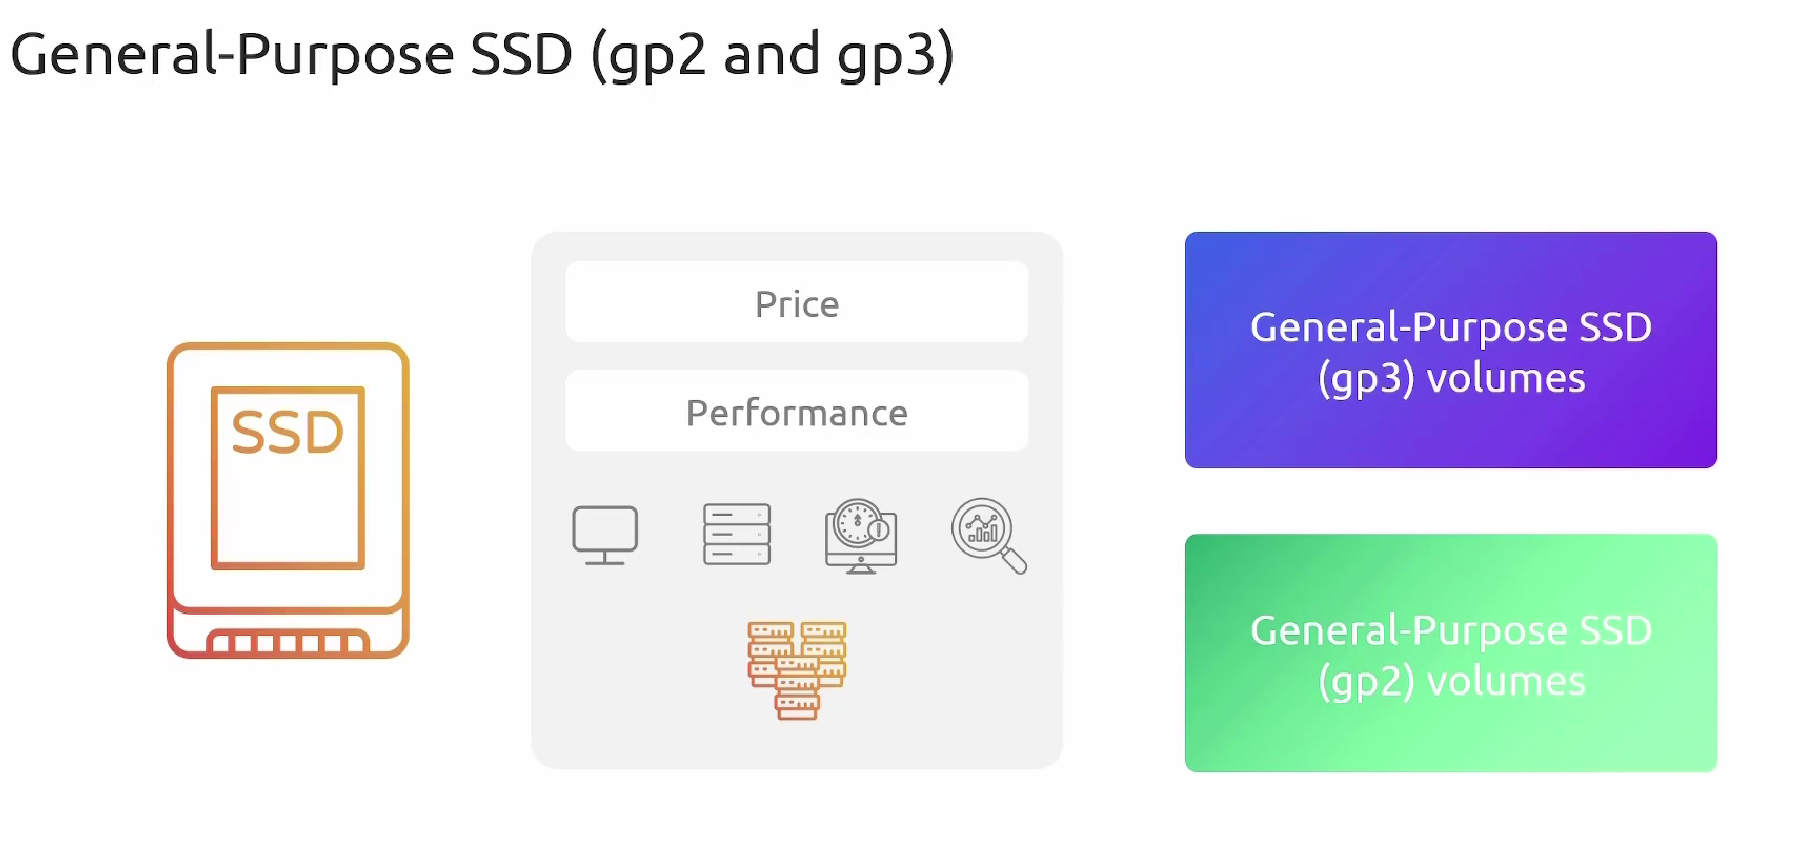 General-Purpose SSD (gp2 and gp3)
SSD
Price
Performance
General-Purpose SSD
(gp3) volumes
General-Purpose SSD
(gp2) volumes